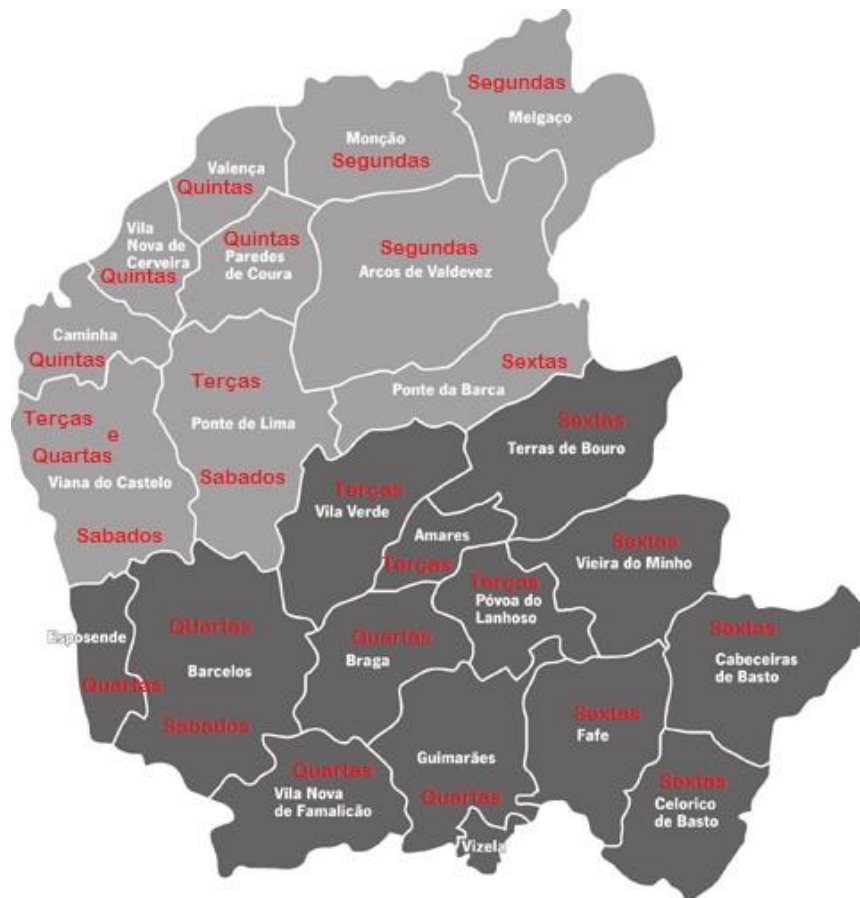 Segundas
Melgaço
Monção
Segundas
Valença
Quintas
Vila
Nova de
Cerveira
Quintas
Quintas
Paredes
de Coura
Segundas
Arcos de Valdevez
Caminha
Quintas
Terças
Ponte de Lima
Sabados
Sextas
Ponte da Barca
Terças
e
Quartas
Viana do Castelo
Sabados
Sextas
Terras de Bouro
Terças
Vila Verde
Amares
Terças
Sextas
Vieira do Minho
Terças
Póvoa do
Lanhoso
Esposende
Quartas
Quartas
Barcelos
Sabados
Quartas
Braga
Sextas
Cabeceiras
de Basto
Sextas
Fafe
Guimarães
Quartas
Quartas
Vila Nova
de Famalicão
Sextas
Celorico
de Basto
Vizela